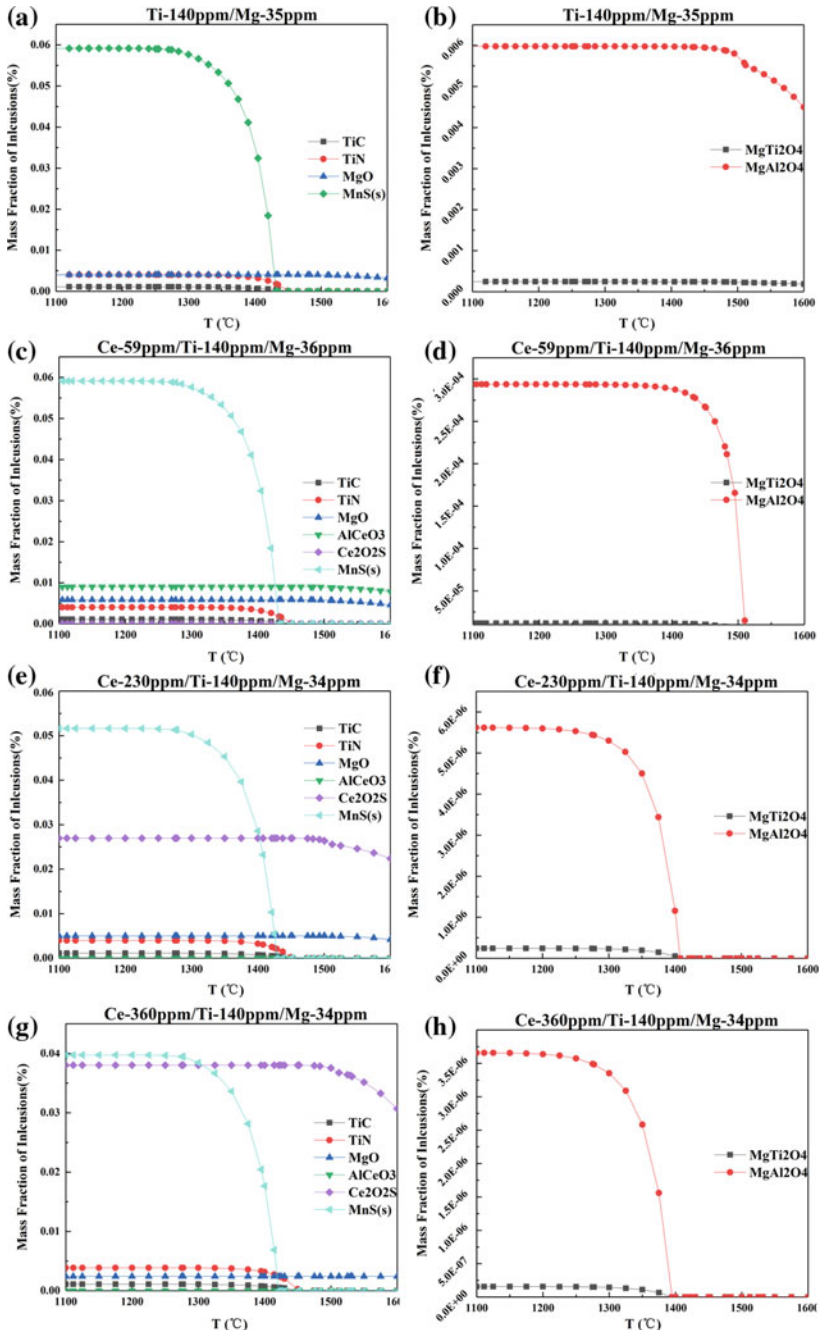 (a)
Ti-140ppm/Mg-35ppm
Mass Fraction of Inlcusions(%)
0.06
0.05
0.04
0.03
0.02
0.01
0.00
TiC
TiN
MgO
MnS(s)
1100 1200 1300 1400 1500 160
T (℃)
(b)
Ti-140ppm/Mg-35ppm
Mass Fraction of Inlcusions(%)
0.006
0.005
0.004
0.003
0.002
0.001
0.000
MgTi2O4
MgAl2O4
1100 1200 1300 1400 1500 1600
T (℃)
(c)
Ce-59ppm/Ti-140ppm/Mg-36ppm
Mass Fraction of Inlcusions(%)
0.06
0.05
0.04
0.03
0.02
0.01
0.00
TiC
TiN
MgO
AlCeO3
Ce2O2S
MnS(s)
1100 1200 1300 1400 1500 160
T (℃)
(d)
Ce-59ppm/Ti-140ppm/Mg-36ppm
Mass Fraction of Inlcusions(%)
3.0E-04
2.5E-04
2.0E-04
1.5E-04
1.0E-04
5.0E-05
MgTi2O4
MgAl2O4
1100 1200 1300 1400 1500 1600
T (℃)
(e)
Ce-230ppm/Ti-140ppm/Mg-34ppm
Mass Fraction of Inlcusions(%)
0.06
0.05
0.04
0.03
0.02
0.01
0.00
TiC
TiN
MgO
AlCeO3
Ce2O2S
MnS(s)
1100 1200 1300 1400 1500 160
T (℃)
(f)
Ce-230ppm/Ti-140ppm/Mg-34ppm
Mass Fraction of Inlcusions(%)
6.0E-06
5.0E-06
4.0E-06
3.0E-06
2.0E-06
1.0E-06
0.0E+00
MgTi2O4
MgAl2O4
1100 1200 1300 1400 1500 1600
T (℃)
(g)
Ce-360ppm/Ti-140ppm/Mg-34ppm
Mass Fraction of Inlcusions(%)
0.04
0.03
0.02
0.01
0.00
TiC
TiN
MgO
AlCeO3
Ce2O2S
MnS(s)
1100 1200 1300 1400 1500 160
T (℃)
(h)
Ce-360ppm/Ti-140ppm/Mg-34ppm
Mass Fraction of Inlcusions(%)
3.5E-06
3.0E-06
2.5E-06
2.0E-06
1.5E-06
1.0E-06
5.0E-07
0.0E+00
MgTi2O4
MgAl2O4
1100 1200 1300 1400 1500 1600
T (℃)